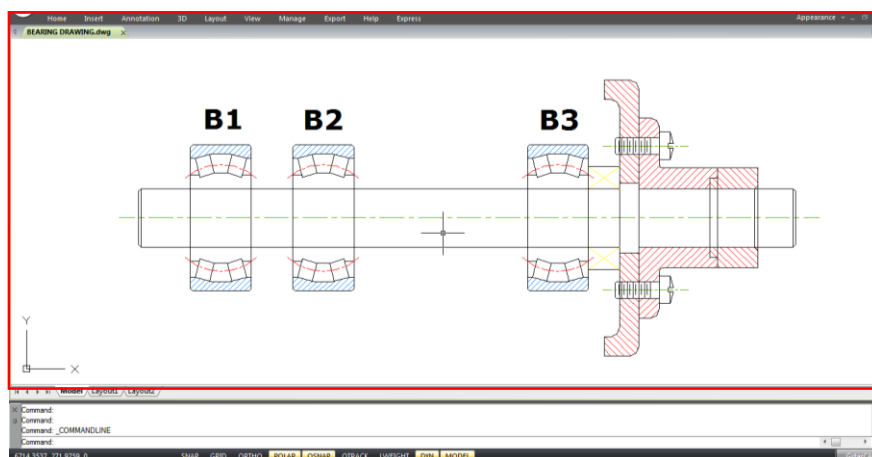 Home Insert Annotation 3D Layout View Manage Export Help Express Appearance
BEARING DRAWING.dwg
B1 B2 B3
Y
X
Model Layout1 Layout2
Command:
Command:
Command: _COMMANDLINE
Command:
SNAP GRID ORTHO POLAR OSNAP OTRACK LWEIGHT DYN MODEL